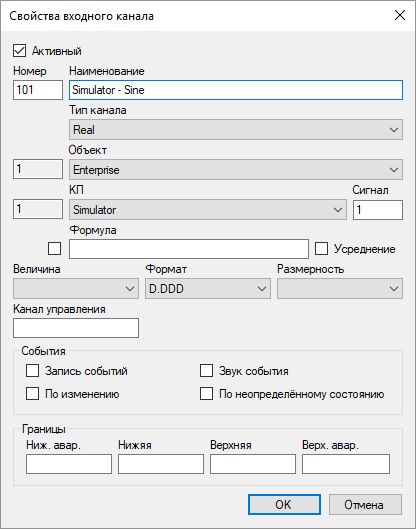 Свойства входного канала
Активный
Номер Наименование
101 Simulator - Sine
Тип канала
Real
Объект
1 Enterprise
КП Сигнал
1 Simulator 1
Формула
Усреднение
Величина Формат Размерность
D.DDD
Канал управления
События
Запись событий Звук события
По изменению По неопределённому состоянию
Границы
Ниж. авар. Нижняя Верхняя Верх. авар.
OK Отмена